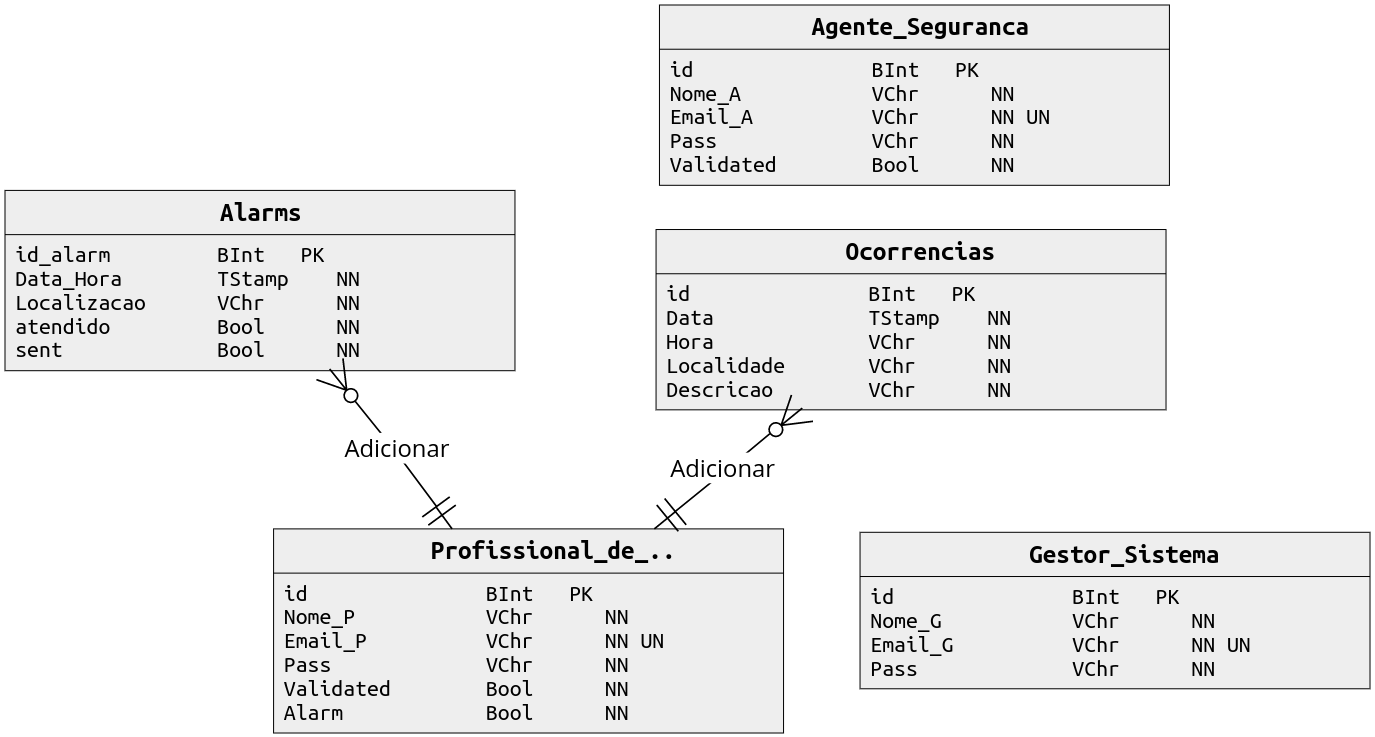 Agente_Seguranca
id BInt PK
Nome_A VChr NN
Email_A VChr NN UN
Pass VChr NN
Validated Bool NN
Alarms
id_alarm BInt PK
Data_Hora TStamp NN
Localizacao VChr NN
atendido Bool NN
sent Bool NN
Ocorrencias
id BInt PK
Data TStamp NN
Hora VChr NN
Localidade VChr NN
Descricao VChr NN
Adicionar
Adicionar
Profissional_de_..
id BInt PK
Nome_P VChr NN
Email_P VChr NN UN
Pass VChr NN
Validated Bool NN
Alarm Bool NN
Gestor_Sistema
id BInt PK
Nome_G VChr NN
Email_G VChr NN UN
Pass VChr NN